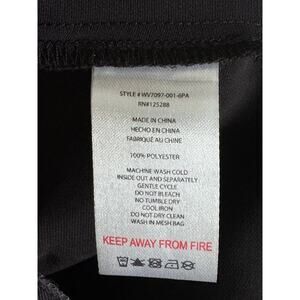 STYLE # WV7097-001-6PA
RN#125288
MADE IN CHINA
HECHO EN CHINA
FABRIQUÉ AU CHINE
100% POLYESTER
MACHINE WASH COLD
INSIDE OUT AND SEPARATELY
GENTLE CYCLE
DO NOT BLEACH
NO TUMBLE DRY
COOL IRON
DO NOT DRY CLEAN
WASH IN MESH BAG
KEEP AWAY FROM FIRE